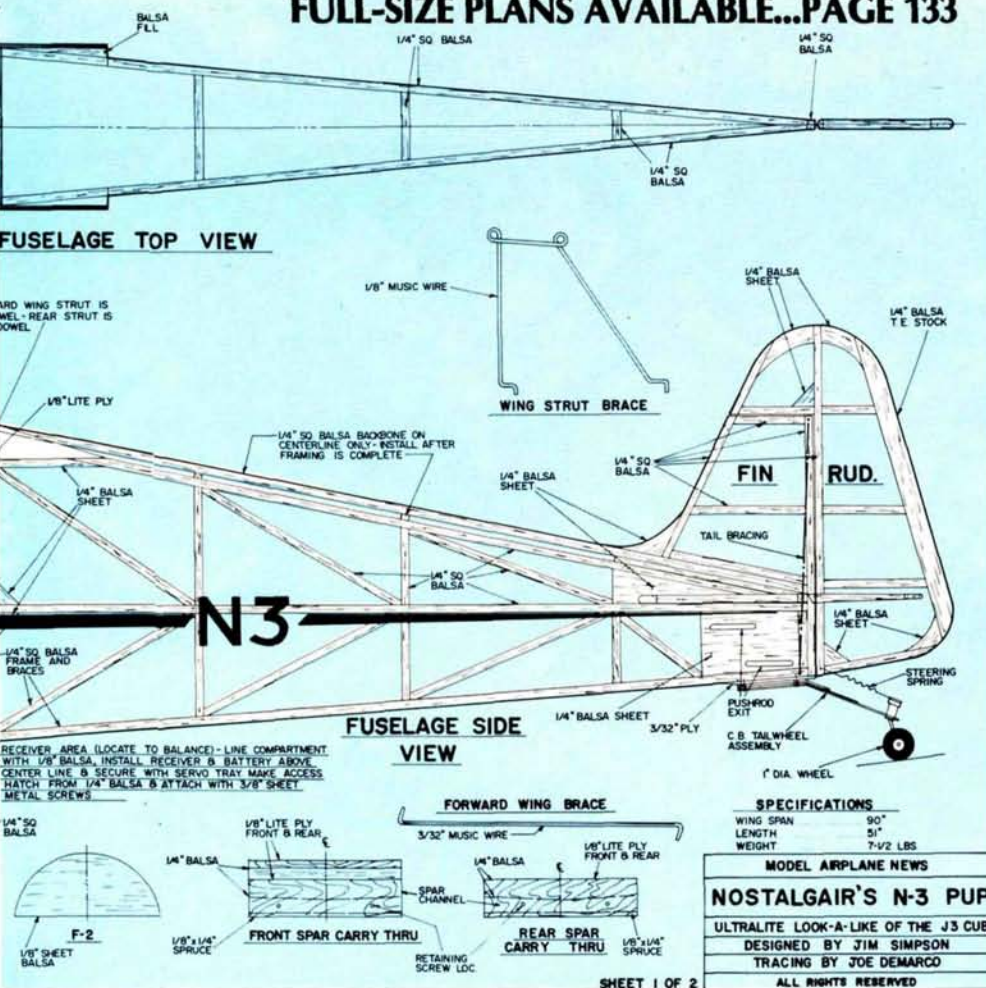 FULL-SIZE PLANS AVAILABLE...PAGE 133
BALSA
FILL
1/4" SQ BALSA
1/4" SQ
BALSA
1/4" SQ
BALSA
FUSELAGE TOP VIEW
1/8" MUSIC WIRE
WING STRUT BRACE
1/4" BALSA
SHEET
1/4" BALSA
T.E. STOCK
ARD WING STRUT IS
WEL - REAR STRUT IS
DOWEL
1/8" LITE PLY
1/4" SQ BALSA BACKBONE ON
CENTERLINE ONLY - INSTALL AFTER
FRAMING IS COMPLETE
1/4" BALSA
SHEET
1/4" BALSA
SHEET
1/4" SQ
BALSA
FIN
RUD.
TAIL BRACING
1/4" SQ
BALSA
N3
1/4" BALSA
SHEET
1/4" SQ BALSA
FRAME AND
BRACES
STEERING
SPRING
FUSELAGE SIDE
VIEW
1/4" BALSA SHEET
3/32" PLY
PUSHROD
EXIT
C.B. TAILWHEEL
ASSEMBLY
1" DIA. WHEEL
RECEIVER AREA (LOCATE TO BALANCE) - LINE COMPARTMENT
WITH 1/8" BALSA, INSTALL RECEIVER & BATTERY ABOVE
CENTER LINE & SECURE WITH SERVO TRAY MAKE ACCESS
HATCH FROM 1/4" BALSA & ATTACH WITH 3/8" SHEET
METAL SCREWS
1/4" SQ
BALSA
F-2
1/8" SHEET
BALSA
1/8" LITE PLY
FRONT & REAR
1/4" BALSA
SPAR
CHANNEL
1/8" x 1/4"
SPRUCE
FRONT SPAR CARRY THRU
RETAINING
SCREW LOC.
FORWARD WING BRACE
3/32" MUSIC WIRE
1/8" LITE PLY
FRONT & REAR
1/4" BALSA
REAR SPAR
CARRY THRU
1/8" x 1/4"
SPRUCE
SHEET 1 OF 2
SPECIFICATIONS
WING SPAN 90"
LENGTH 51"
WEIGHT 7-1/2 LBS
MODEL AIRPLANE NEWS
NOSTALGAIR'S N-3 PUP
ULTRALITE LOOK-A-LIKE OF THE J3 CUB
DESIGNED BY JIM SIMPSON
TRACING BY JOE DEMARCO
ALL RIGHTS RESERVED